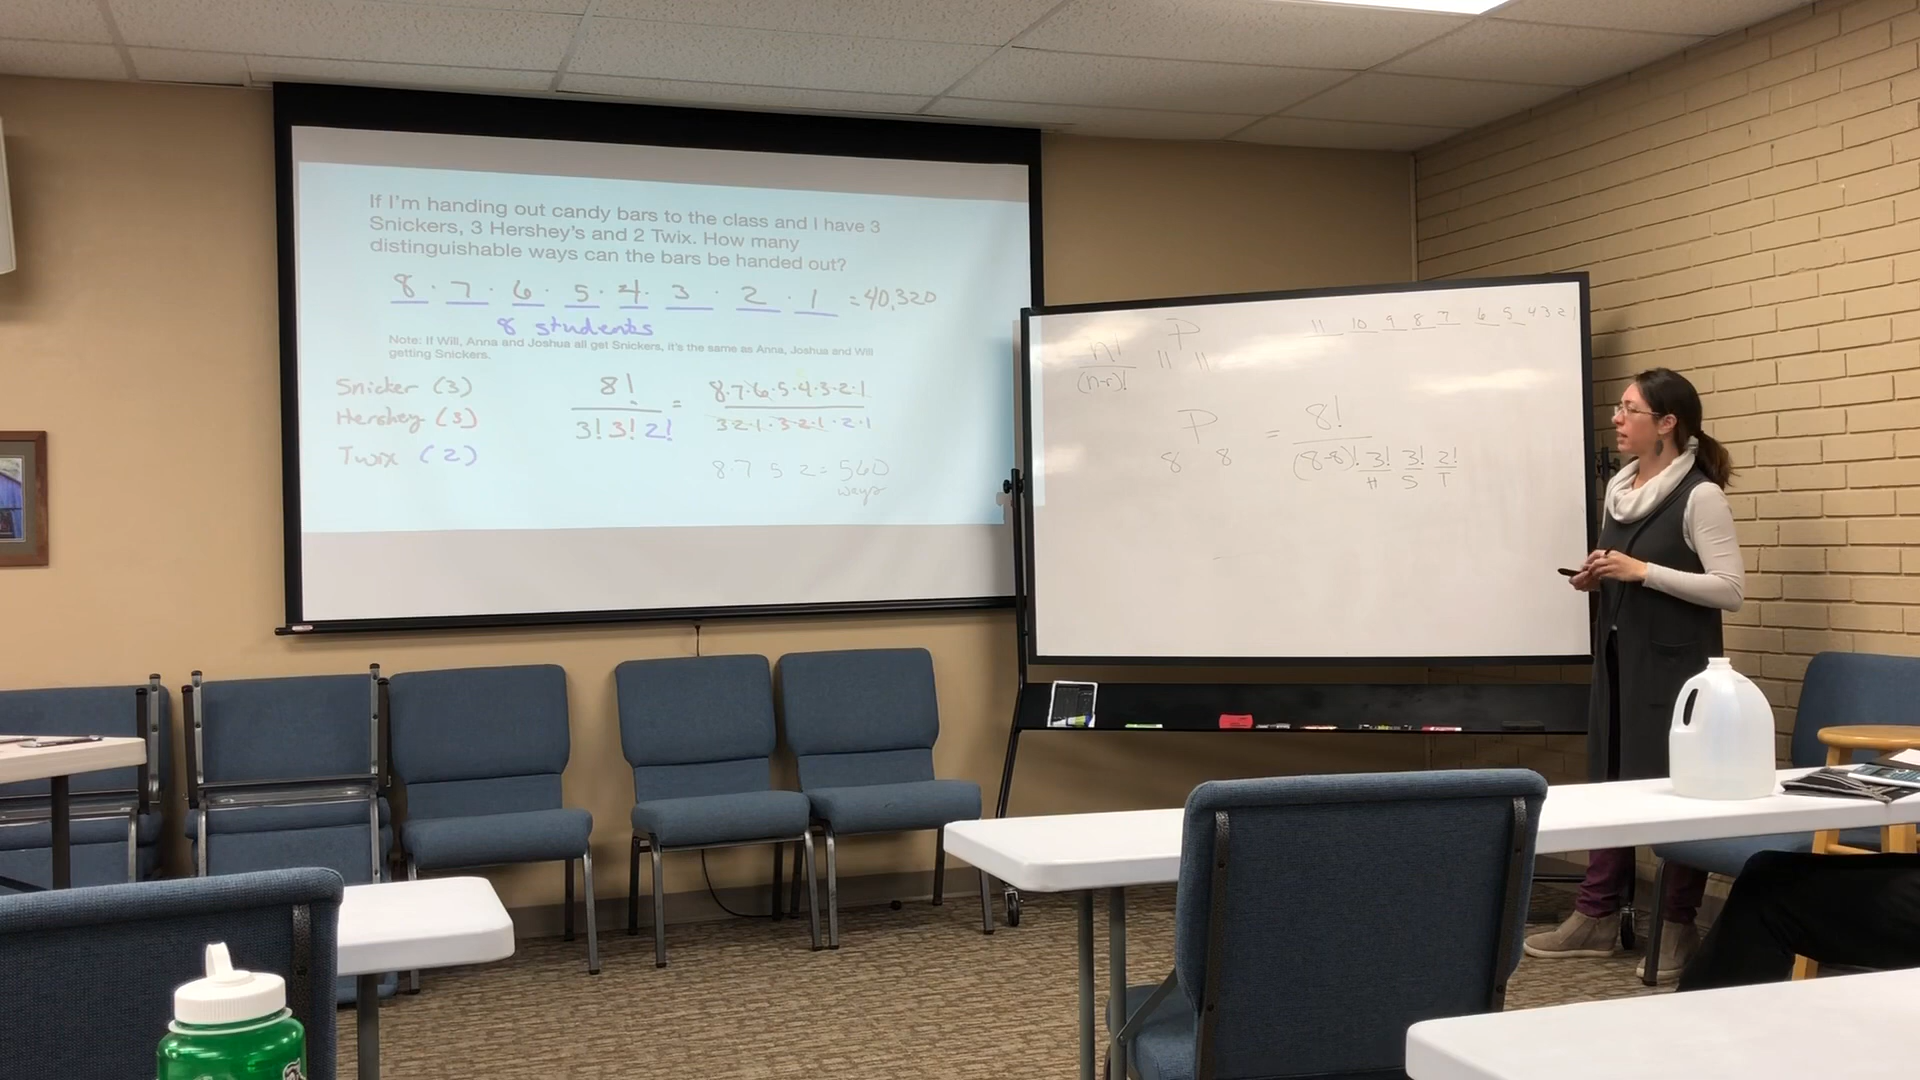 If I'm handing out candy bars to the class and I have 3
Snickers, 3 Hershey's and 2 Twix. How many
distinguishable ways can the bars be handed out?
8 · 7 · 6 · 5 · 4 · 3 · 2 · 1 = 40,320
8 students
Note: If Will, Anna and Joshua all get Snickers, it's the same as Anna, Joshua and Will
getting Snickers.
Snicker (3)
Hershey (3)
Twix (2)
8!
3! 3! 2!
=
8·7·6·5·4·3·2·1
3 2·1·3·2·1·2·1
8·7 5 2 = 560
ways
n!
(n-r)!
P
11 11
11 10 9 8 7 6 5 4 3 2 1
P
8 8
=
8!
(8-8)! 3! 3! 2!
H S T